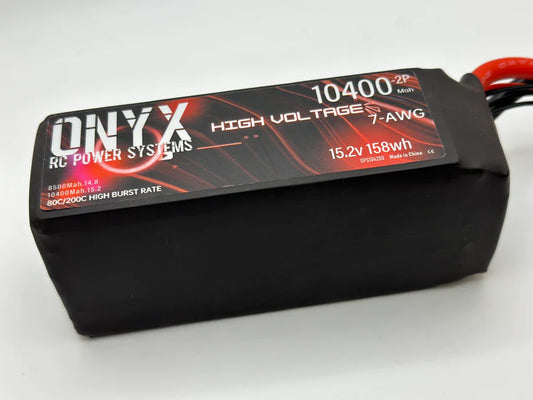 ONYX
RC POWER SYSTEMS
HIGH VOLTAGE
10400-2P
Mah
7-AWG
15.2v 158wh
Made in China CE
8500Mah.14.8
10400Mah.15.2
80C/200C HIGH BURST RATE